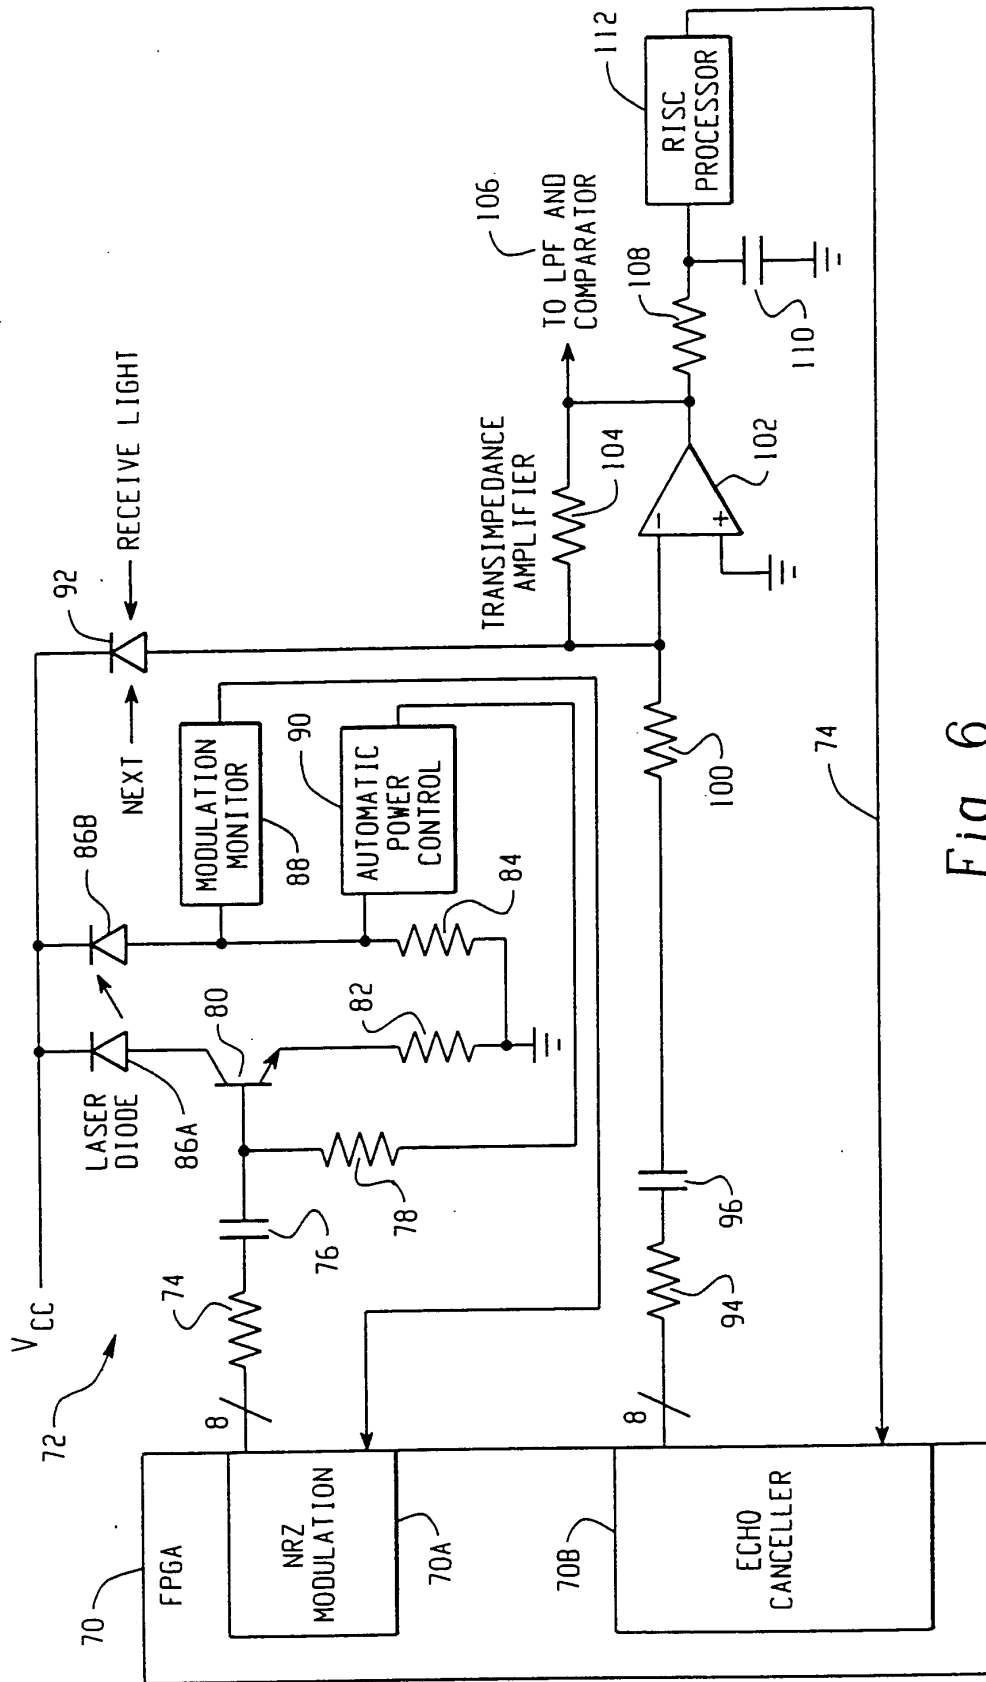 72
V CC
LASER
DIODE
86A
86B
NEXT
92
RECEIVE LIGHT
70
FPGA
NRZ
MODULATION
70A
8
74
76
78
80
82
84
MODULATION
MONITOR
88
90
AUTOMATIC
POWER
CONTROL
TRANSIMPEDANCE
AMPLIFIER
104
106
TO LPF AND
COMPARATOR
70B
ECHO
CANCELLER
8
94
96
100
-
+
102
108
110
112
RISC
PROCESSOR
74
Fig 6